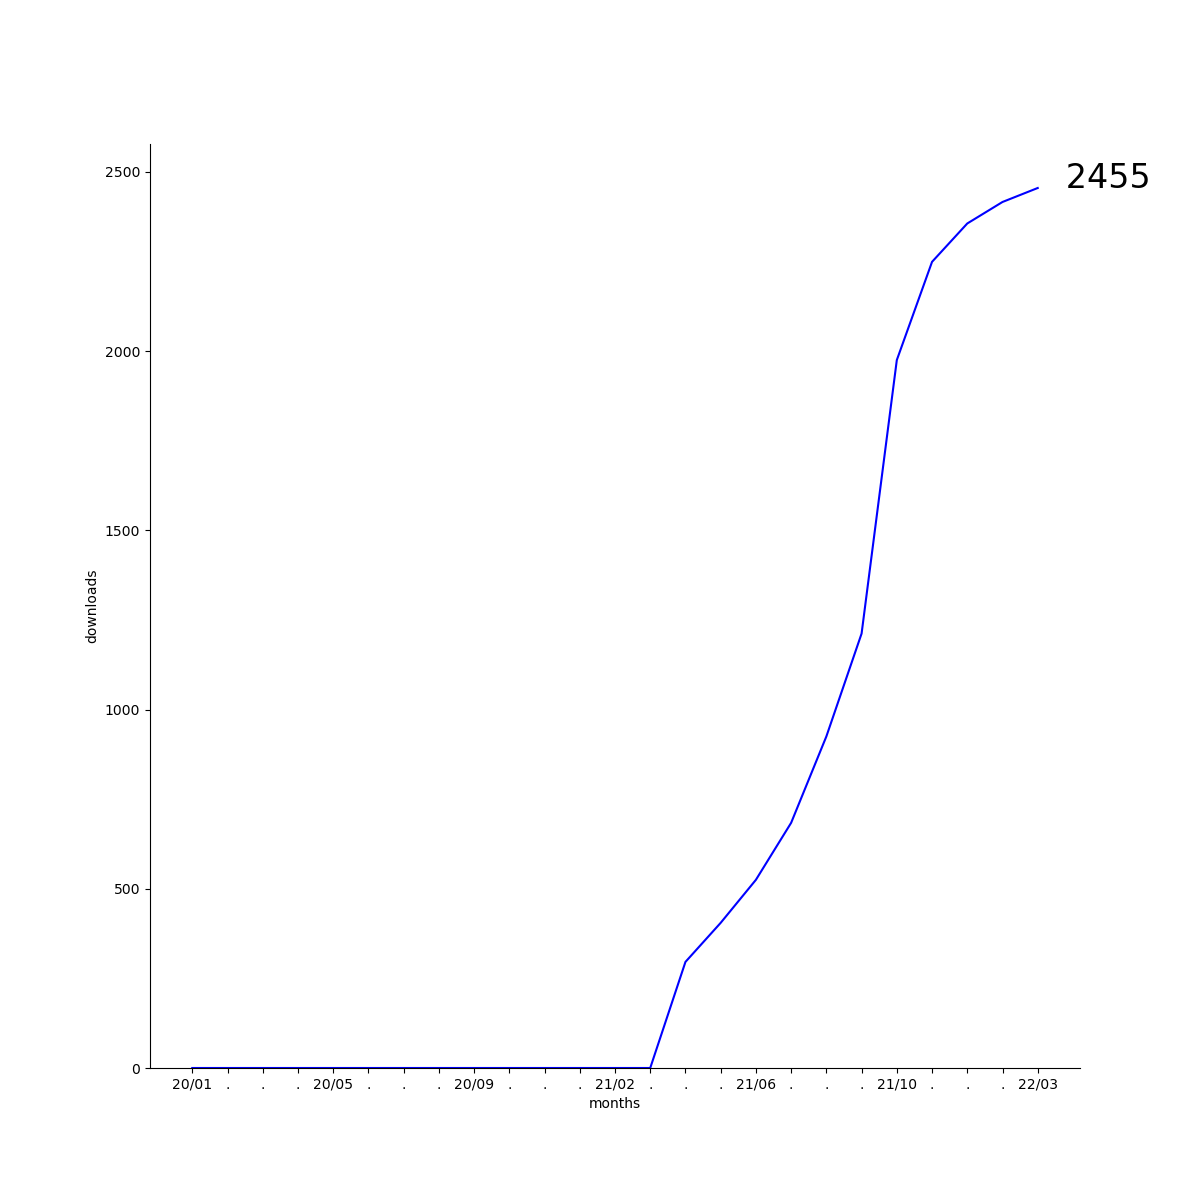 2455
2500
2000
1500
1000
500
0
downloads
20/01 . . . 20/05 . . . 20/09 . . . 21/02 . . . 21/06 . . . 21/10 . . . 22/03
months